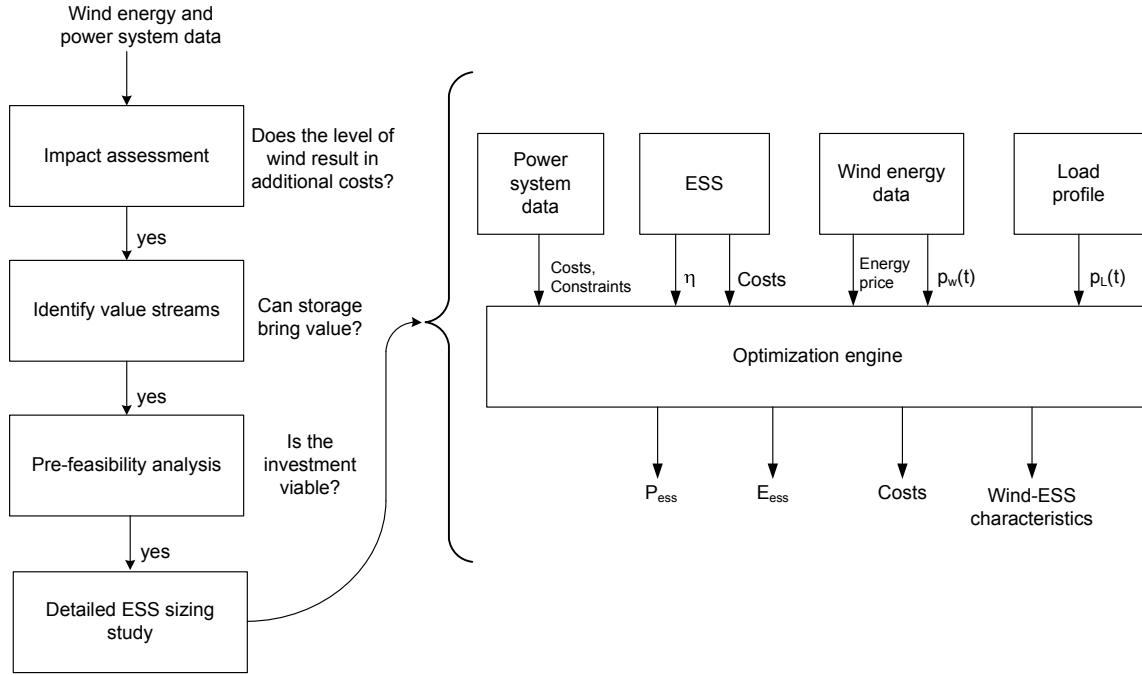 Wind energy and
power system data
Impact assessment
Does the level of
wind result in
additional costs?
yes
Identify value streams
Can storage
bring value?
yes
Pre-feasibility analysis
Is the
investment
viable?
yes
Detailed ESS sizing
study
Power
system
data
ESS
Wind energy
data
Load
profile
Costs,
Constraints
η
Costs
Energy
price
pw(t)
pL(t)
Optimization engine
Pess
Eess
Costs
Wind-ESS
characteristics